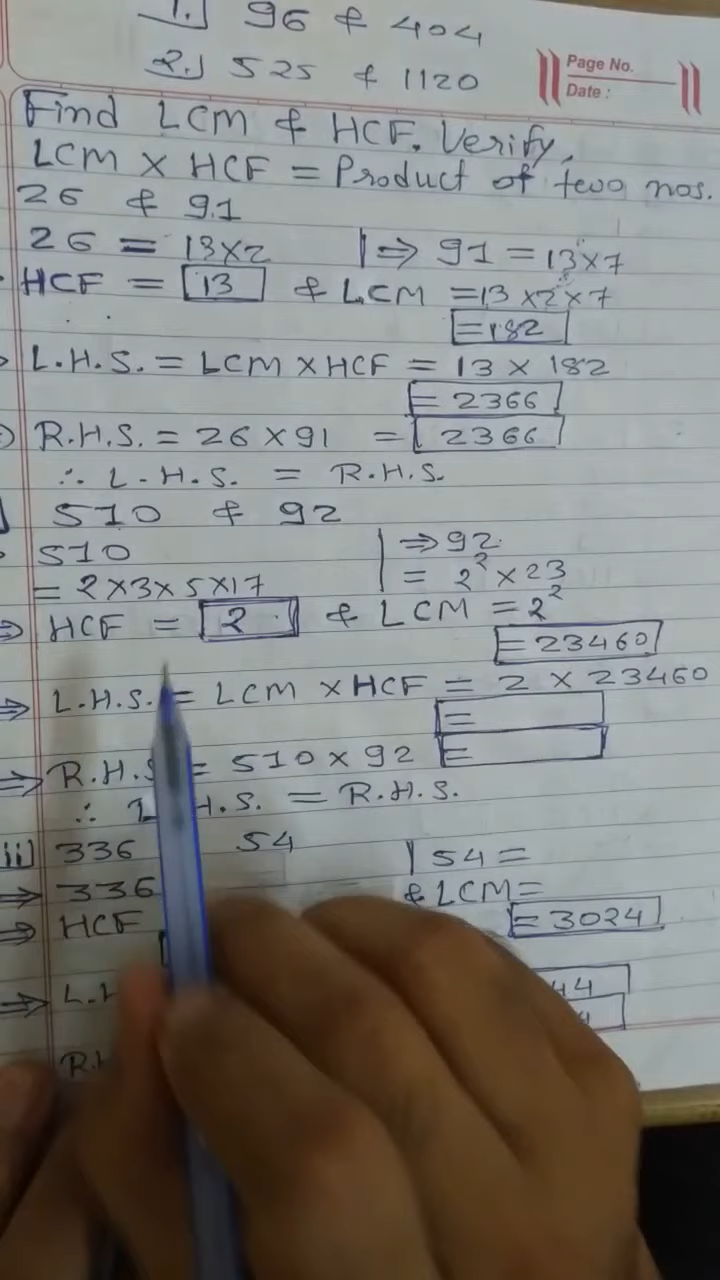 1.] 96 & 404
2.] 525 & 1120
Page No.
Date :
Find LCM & HCF. Verify,
LCM × HCF = Product of two nos.
26 & 91
26 = 13×2 |⇒ 91 = 13×7
HCF = 13 & LCM = 13×2×7
= 182
L.H.S. = LCM × HCF = 13 × 182
= 2366
R.H.S. = 26 × 91 = 2366
∴ L.H.S. = R.H.S.
510 & 92
510 |⇒ 92
= 2×3×5×17 | = 2² × 23
⇒ HCF = 2 & LCM = 2²
= 23460
⇒ L.H.S. = LCM × HCF = 2 × 23460
=
⇒ R.H.S = 510 × 92 =
∴ H.S. = R.H.S.
ii] 336 54
⇒ 336 | 54 =
⇒ HCF & LCM =
= 3024
⇒ L.H
44
4
R.H